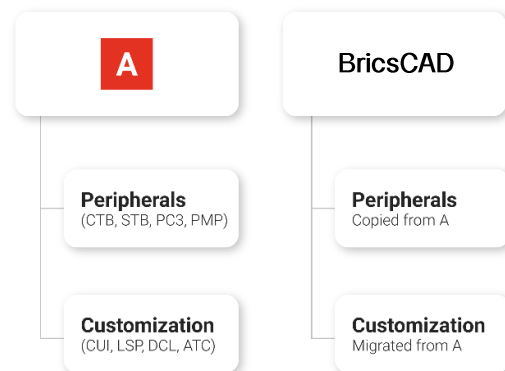 A
BricsCAD
Peripherals
(CTB, STB, PC3, PMP)
Peripherals
Copied from A
Customization
(CUI, LSP, DCL, ATC)
Customization
Migrated from A